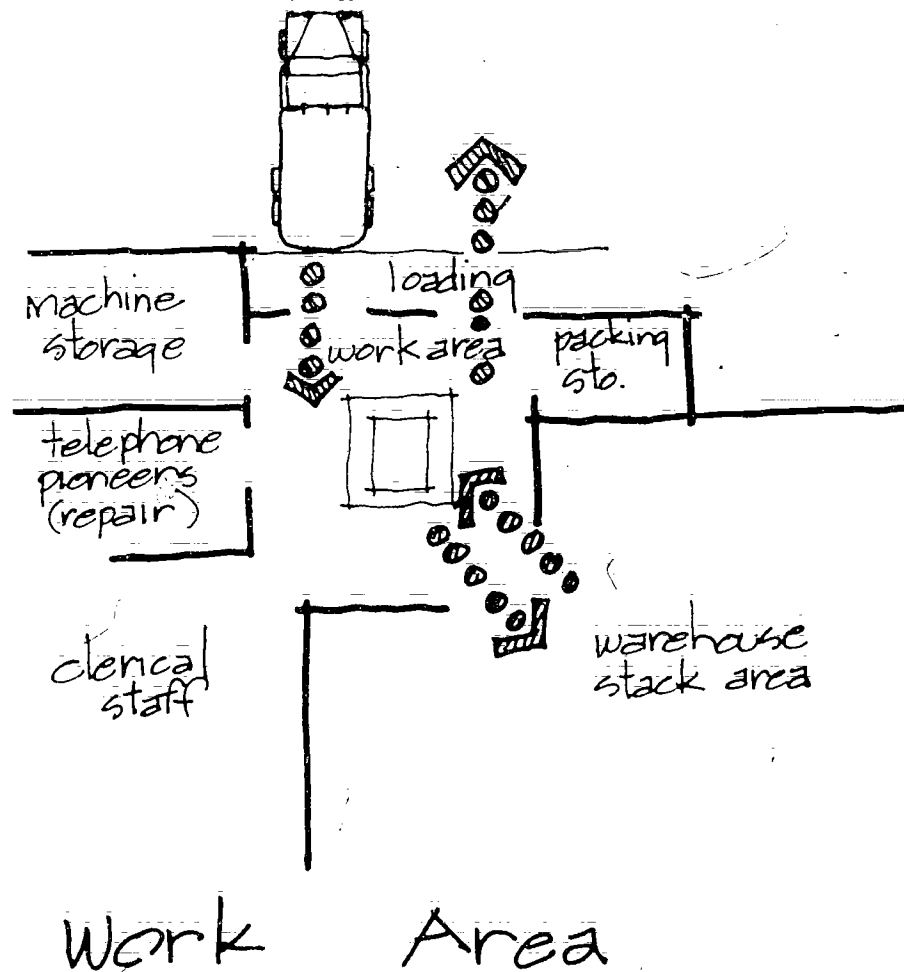 loading
machine
storage
work area
packing
sto.
telephone
pioneers
(repair)
clerical
staff
warehouse
stack area
Work Area